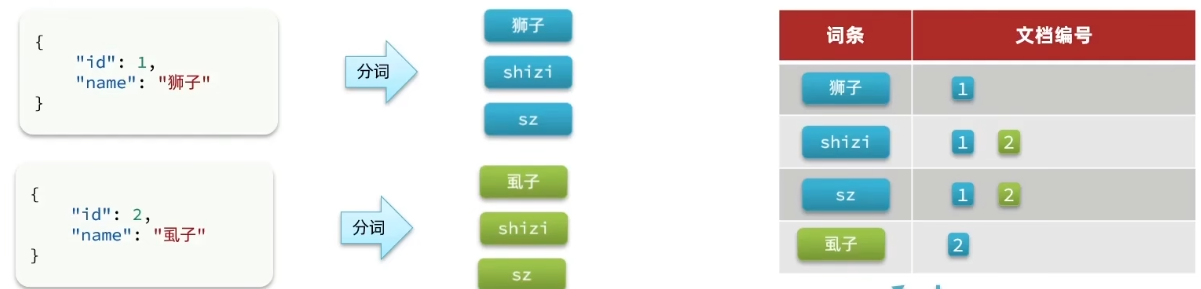 {
"id": 1,
"name": "狮子"
}
分词
狮子
shizi
sz
{
"id": 2,
"name": "虱子"
}
分词
虱子
shizi
sz
词条 文档编号
狮子 1
shizi 1 2
sz 1 2
虱子 2